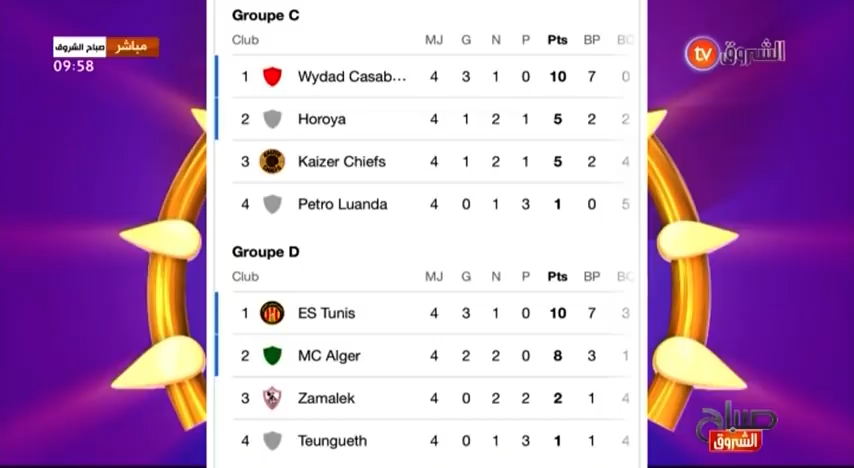 Groupe C
Club MJ G N P Pts BP BC
1 Wydad Casab... 4 3 1 0 10 7 0
2 Horoya 4 1 2 1 5 2 2
3 Kaizer Chiefs 4 1 2 1 5 2 4
4 Petro Luanda 4 0 1 3 1 0 5
Groupe D
Club MJ G N P Pts BP BC
1 ES Tunis 4 3 1 0 10 7 3
2 MC Alger 4 2 2 0 8 3 1
3 Zamalek 4 0 2 2 2 1 4
4 Teungueth 4 0 1 3 1 1 4
صباح الشروق مباشر
09:58
الشروق tv
صباح
الشروق